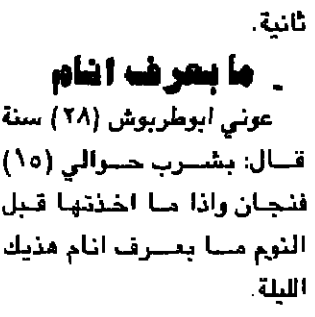 ثانية.
ـ ما بعرف انام
عوني ابوطربوش (٢٨) سنة
قال: بشرب حوالي (١٥)
فنجان واذا ما اخذتها قبل
النوم ما بعرف انام هذيك
الليلة.